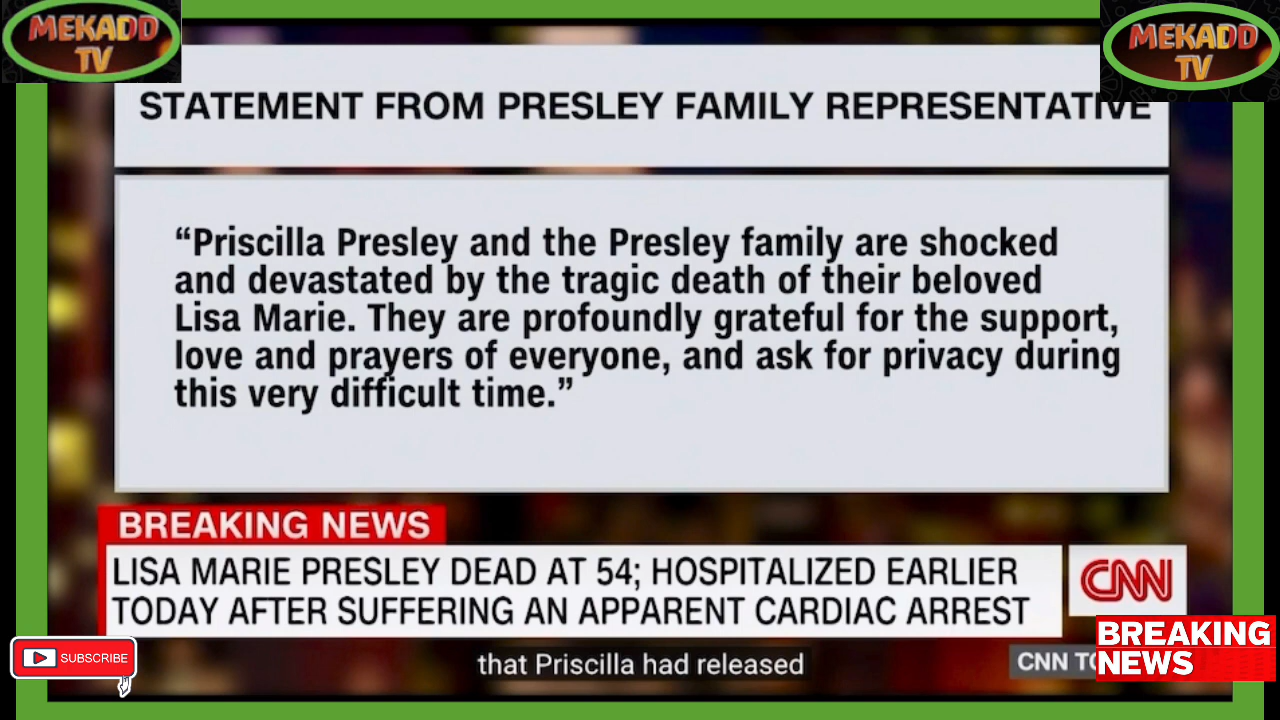 MEKADD
TV
MEKADD
TV
STATEMENT FROM PRESLEY FAMILY REPRESENTATIVE
“Priscilla Presley and the Presley family are shocked
and devastated by the tragic death of their beloved
Lisa Marie. They are profoundly grateful for the support,
love and prayers of everyone, and ask for privacy during
this very difficult time.”
BREAKING NEWS
LISA MARIE PRESLEY DEAD AT 54; HOSPITALIZED EARLIER
TODAY AFTER SUFFERING AN APPARENT CARDIAC ARREST
CNN
BREAKING
NEWS
SUBSCRIBE
that Priscilla had released
CNN